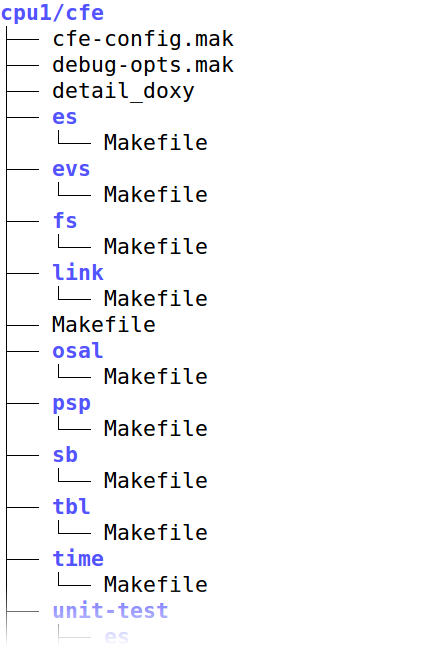 cpu1/cfe
cfe-config.mak
debug-opts.mak
detail_doxy
es
Makefile
evs
Makefile
fs
Makefile
link
Makefile
Makefile
osal
Makefile
psp
Makefile
sb
Makefile
tbl
Makefile
time
Makefile
unit-test
es